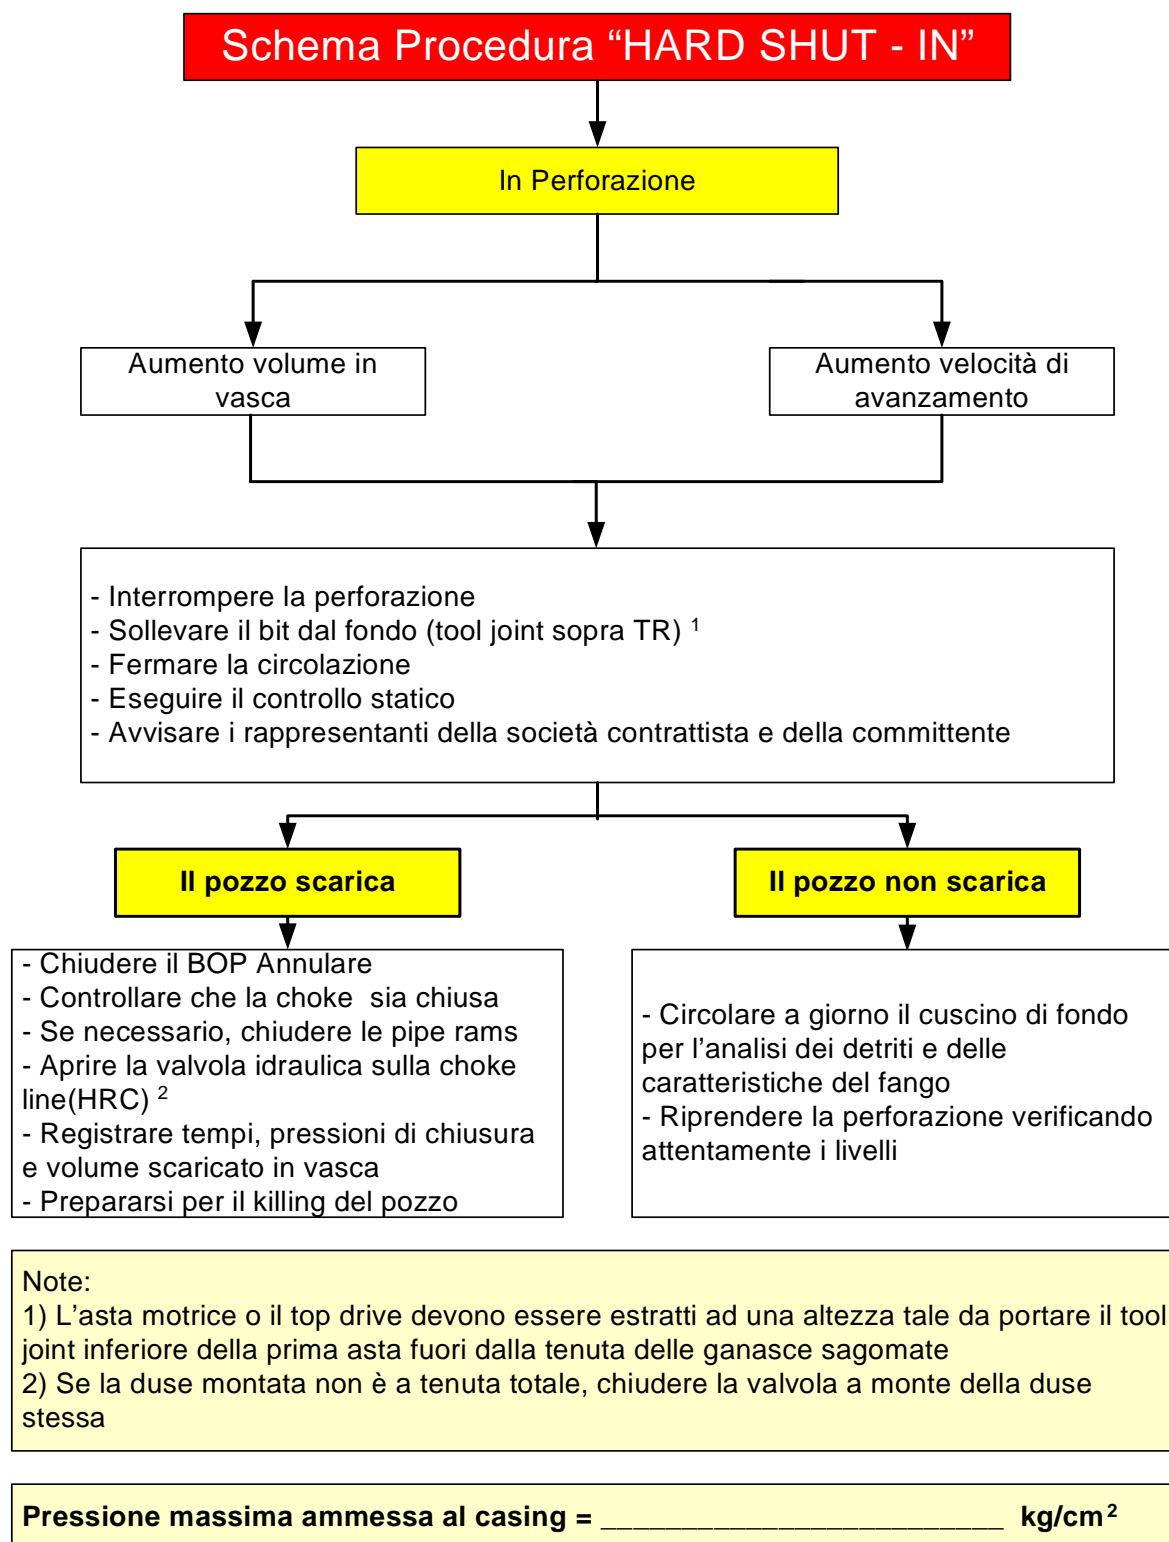 Schema Procedura “HARD SHUT - IN”
In Perforazione
Aumento volume in
vasca
Aumento velocità di
avanzamento
- Interrompere la perforazione
- Sollevare il bit dal fondo (tool joint sopra TR) 1
- Fermare la circolazione
- Eseguire il controllo statico
- Avvisare i rappresentanti della società contrattista e della committente
Il pozzo scarica
Il pozzo non scarica
- Chiudere il BOP Annulare
- Controllare che la choke  sia chiusa
- Se necessario, chiudere le pipe rams
- Aprire la valvola idraulica sulla choke
line(HRC) 2
- Registrare tempi, pressioni di chiusura
e volume scaricato in vasca
- Prepararsi per il killing del pozzo
- Circolare a giorno il cuscino di fondo
per l’analisi dei detriti e delle
caratteristiche del fango
- Riprendere la perforazione verificando
attentamente i livelli
Note:
1) L’asta motrice o il top drive devono essere estratti ad una altezza tale da portare il tool
joint inferiore della prima asta fuori dalla tenuta delle ganasce sagomate
2) Se la duse montata non è a tenuta totale, chiudere la valvola a monte della duse
stessa
Pressione massima ammessa al casing = _________________________ kg/cm2